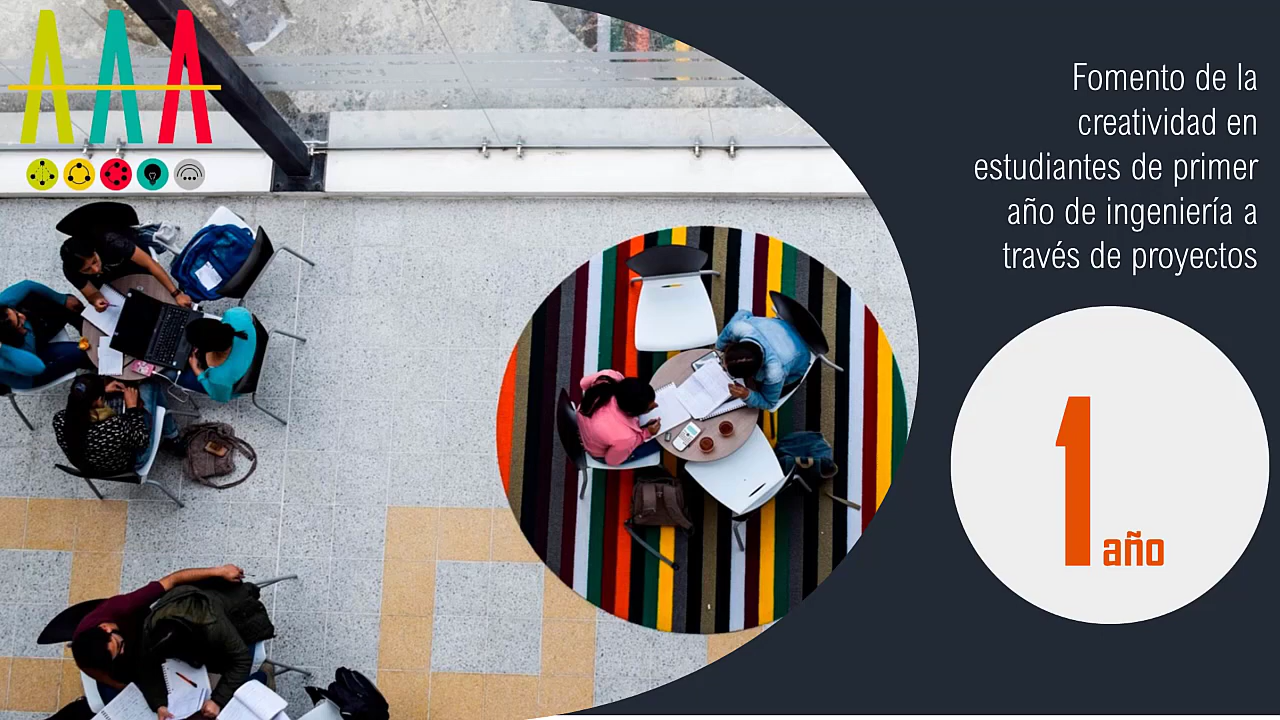 AAA
Fomento de la
creatividad en
estudiantes de primer
año de ingeniería a
través de proyectos
1 año